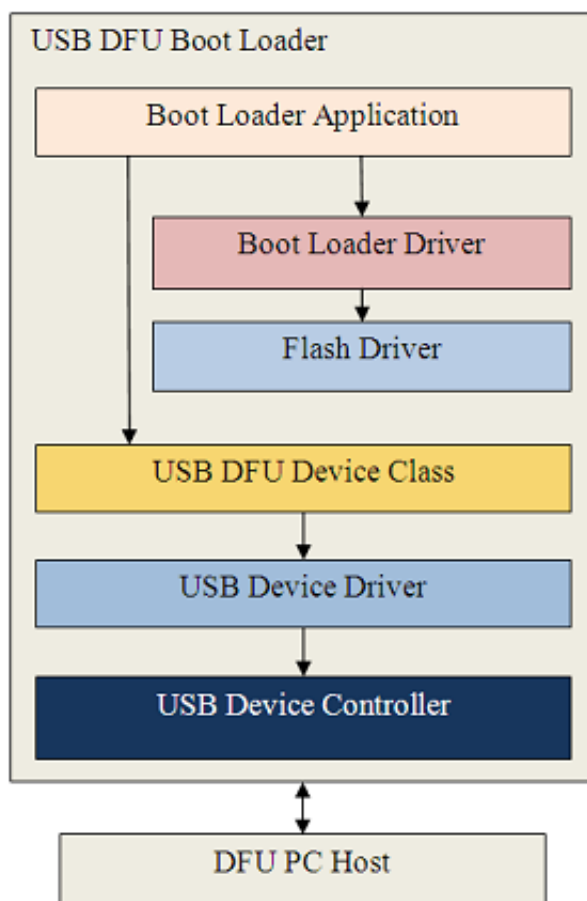 USB DFU Boot Loader
Boot Loader Application
Boot Loader Driver
Flash Driver
USB DFU Device Class
USB Device Driver
USB Device Controller
DFU PC Host